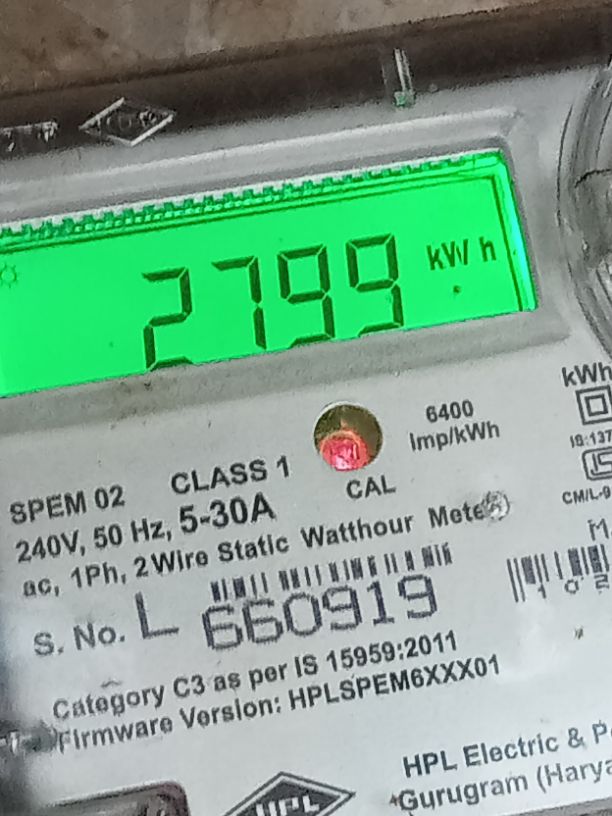 2799 kWh
kWh
6400
Imp/kWh
SPEM 02 CLASS 1
CAL
240V, 50 Hz, 5-30A
ac, 1Ph, 2 Wire Static Watthour Meter
S. No. L 660919
Category C3 as per IS 15959:2011
Firmware Version: HPLSPEM6XXX01
HPL Electric &
Gurugram
HPL